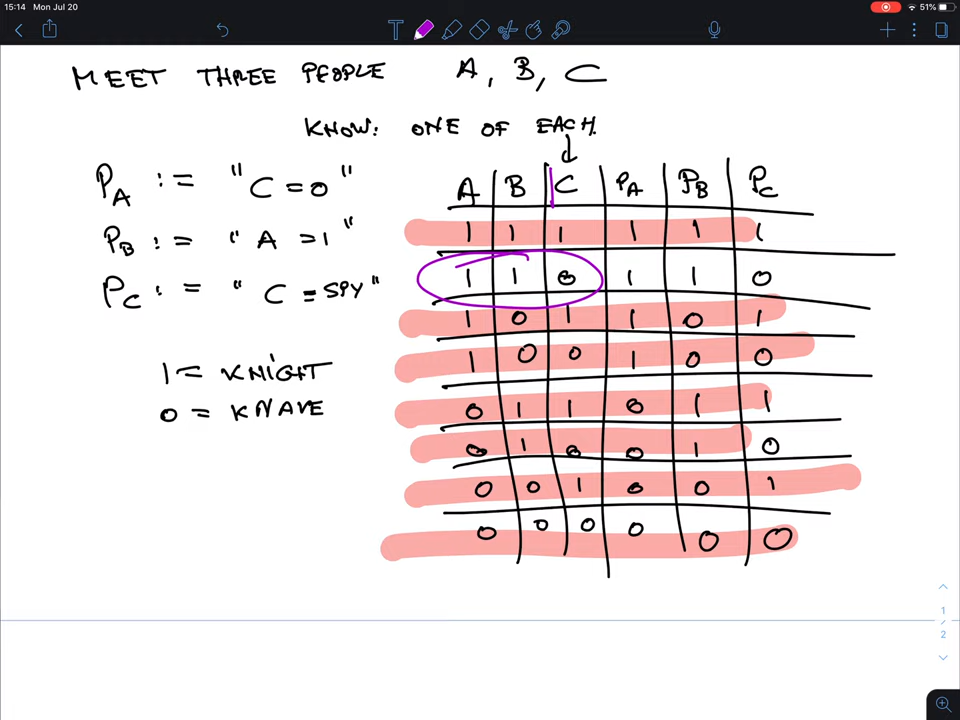 15:14 Mon Jul 20
51%
T
MEET THREE PEOPLE A, B, C
KNOW: ONE OF EACH.
P_A := "C = 0"
P_B := "A = 1"
P_C := "C = SPY"
1 = KNIGHT
0 = KNAVE
A B C P_A P_B P_C
1 1 1 1 1 1
1 1 0 1 1 0
1 0 1 1 0 1
1 0 0 1 0 0
0 1 1 0 1 1
0 1 0 0 1 0
0 0 1 0 0 1
0 0 0 0 0 0
1
2